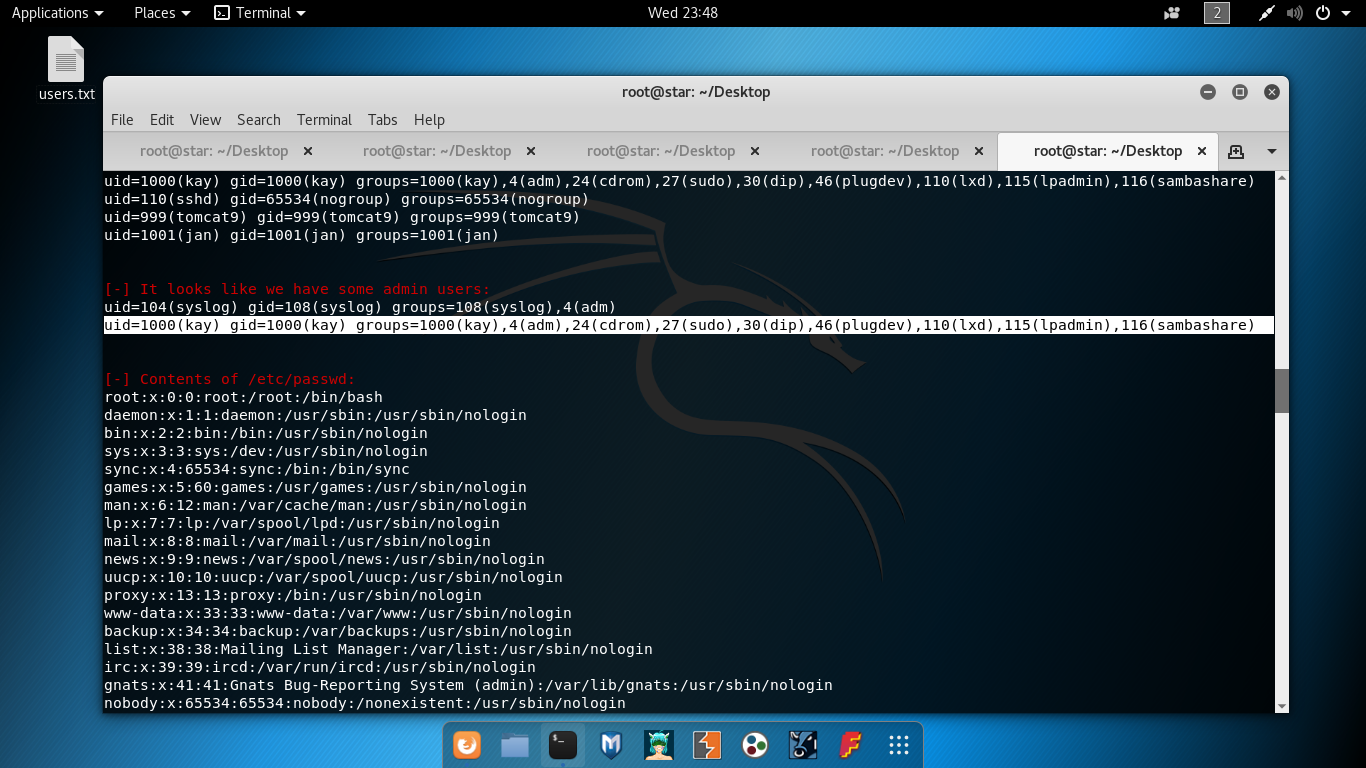 Applications Places Terminal Wed 23:48 2
users.txt
root@star: ~/Desktop
File Edit View Search Terminal Tabs Help
root@star: ~/Desktop root@star: ~/Desktop root@star: ~/Desktop root@star: ~/Desktop root@star: ~/Desktop
uid=1000(kay) gid=1000(kay) groups=1000(kay),4(adm),24(cdrom),27(sudo),30(dip),46(plugdev),110(lxd),115(lpadmin),116(sambashare)
uid=110(sshd) gid=65534(nogroup) groups=65534(nogroup)
uid=999(tomcat9) gid=999(tomcat9) groups=999(tomcat9)
uid=1001(jan) gid=1001(jan) groups=1001(jan)
[-] It looks like we have some admin users:
uid=104(syslog) gid=108(syslog) groups=108(syslog),4(adm)
uid=1000(kay) gid=1000(kay) groups=1000(kay),4(adm),24(cdrom),27(sudo),30(dip),46(plugdev),110(lxd),115(lpadmin),116(sambashare)
[-] Contents of /etc/passwd:
root:x:0:0:root:/root:/bin/bash
daemon:x:1:1:daemon:/usr/sbin:/usr/sbin/nologin
bin:x:2:2:bin:/bin:/usr/sbin/nologin
sys:x:3:3:sys:/dev:/usr/sbin/nologin
sync:x:4:65534:sync:/bin:/bin/sync
games:x:5:60:games:/usr/games:/usr/sbin/nologin
man:x:6:12:man:/var/cache/man:/usr/sbin/nologin
lp:x:7:7:lp:/var/spool/lpd:/usr/sbin/nologin
mail:x:8:8:mail:/var/mail:/usr/sbin/nologin
news:x:9:9:news:/var/spool/news:/usr/sbin/nologin
uucp:x:10:10:uucp:/var/spool/uucp:/usr/sbin/nologin
proxy:x:13:13:proxy:/bin:/usr/sbin/nologin
www-data:x:33:33:www-data:/var/www:/usr/sbin/nologin
backup:x:34:34:backup:/var/backups:/usr/sbin/nologin
list:x:38:38:Mailing List Manager:/var/list:/usr/sbin/nologin
irc:x:39:39:ircd:/var/run/ircd:/usr/sbin/nologin
gnats:x:41:41:Gnats Bug-Reporting System (admin):/var/lib/gnats:/usr/sbin/nologin
nobody:x:65534:65534:nobody:/nonexistent:/usr/sbin/nologin